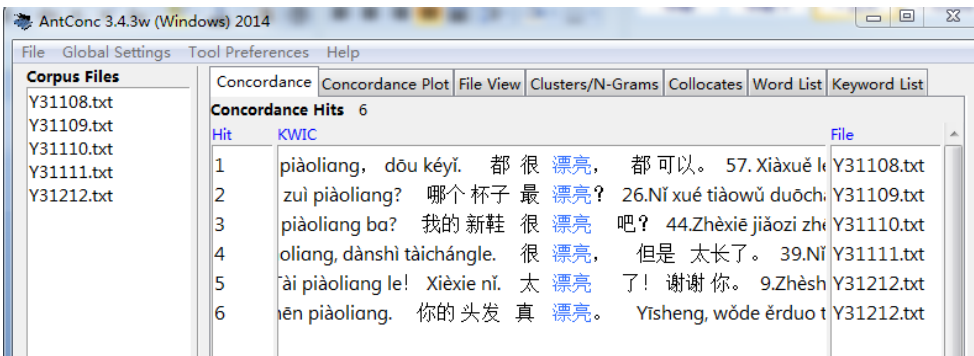 AntConc 3.4.3w (Windows) 2014
File Global Settings Tool Preferences Help
Corpus Files
Y31108.txt
Y31109.txt
Y31110.txt
Y31111.txt
Y31212.txt
Concordance Concordance Plot File View Clusters/N-Grams Collocates Word List Keyword List
Concordance Hits 6
Hit KWIC File
1 piàoliang, dōu kéyǐ. 都 很 漂亮, 都 可以。 57. Xiàxuě Y31108.txt
2 zuì piàoliang? 哪个 杯子 最 漂亮? 26.Nǐ xué tiàowǔ duōch Y31109.txt
3 piàoliang ba? 我的 新鞋 很 漂亮 吧? 44.Zhèxiē jiǎozi zh Y31110.txt
4 oliang, dànshì tàichángle. 很 漂亮, 但是 太长了。 39.Nǐ Y31111.txt
5 Tài piàoliang le! Xièxie nǐ. 太 漂亮 了! 谢谢 你。 9.Zhèsh Y31212.txt
6 ēn piàoliang. 你的 头发 真 漂亮。 Yīsheng, wǒde ěrduo t Y31212.txt